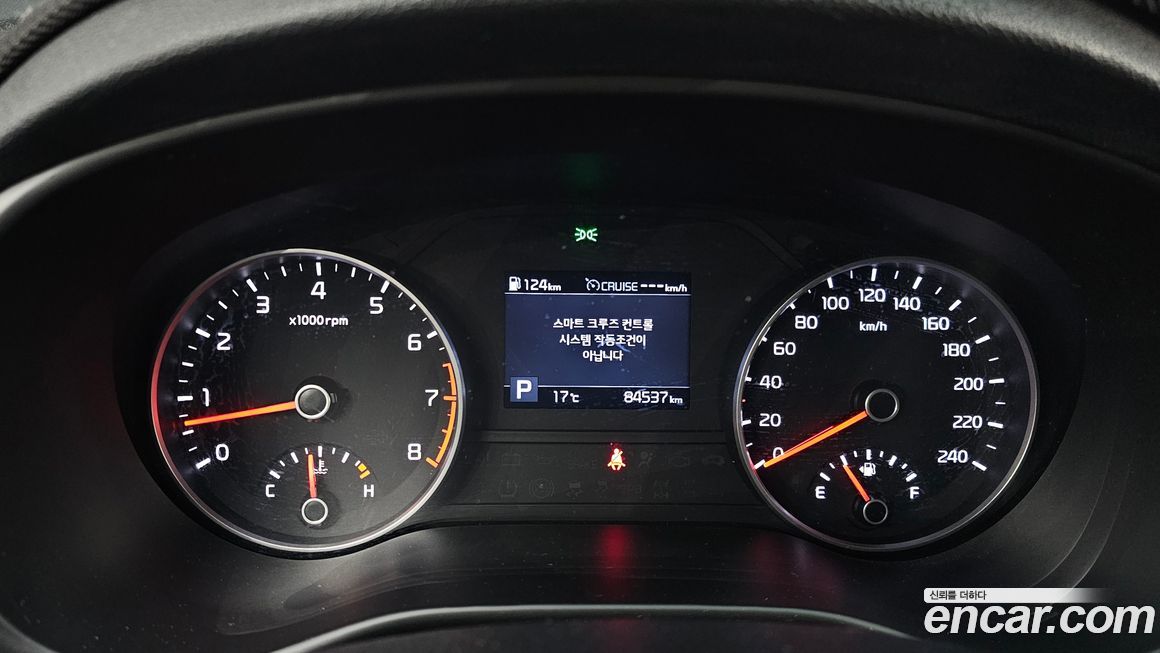 124km CRUISE ---km/h
스마트 크루즈 컨트롤
시스템 작동조건이
아닙니다
P 17℃ 84537km
0 1 2 3 4 5 6 7 8
x1000rpm
C H
0 20 40 60 80 100 120 140 160 180 200 220 240
km/h
E F
신뢰를 더하다
encar.com